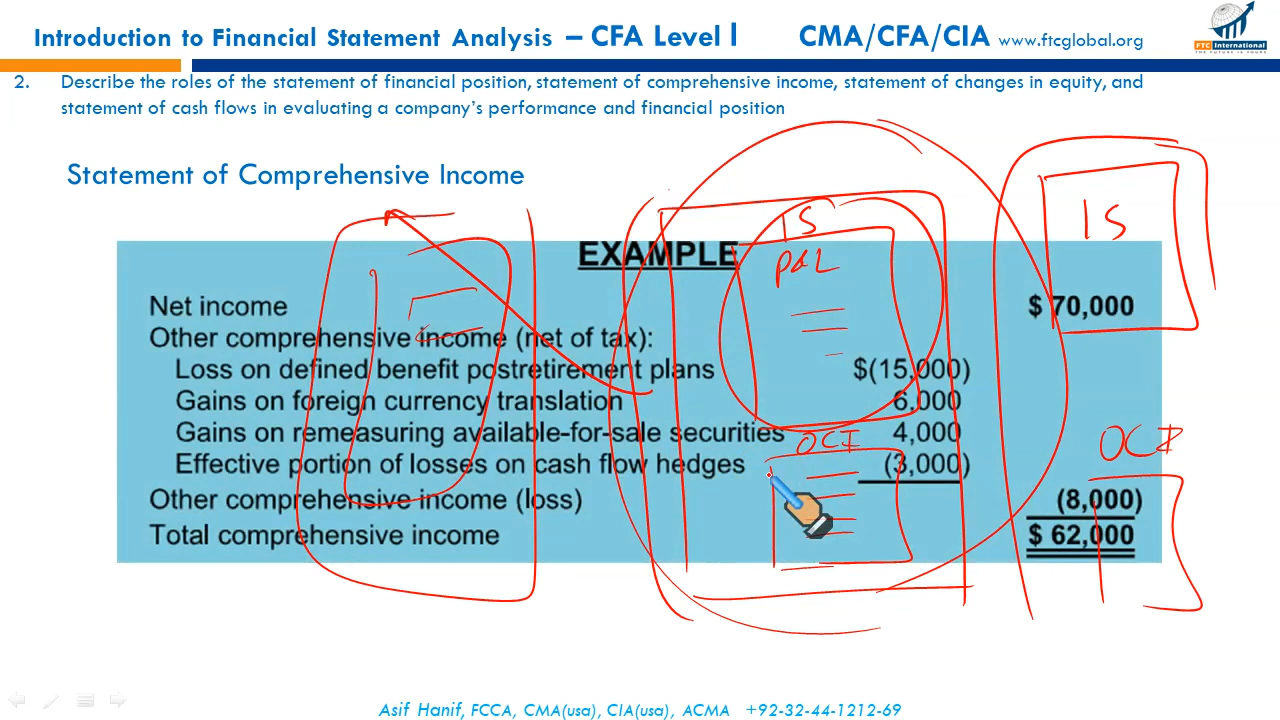 Introduction to Financial Statement Analysis – CFA Level I CMA/CFA/CIA www.ftcglobal.org
FTC International
THE FUTURE IS YOURS
2. Describe the roles of the statement of financial position, statement of comprehensive income, statement of changes in equity, and
statement of cash flows in evaluating a company's performance and financial position
Statement of Comprehensive Income
IS
IS
P&L
EXAMPLE
Net income $ 70,000
Other comprehensive income (net of tax):
Loss on defined benefit postretirement plans $(15,000)
Gains on foreign currency translation 6,000
Gains on remeasuring available-for-sale securities 4,000
OCI
OCI
Effective portion of losses on cash flow hedges (3,000)
Other comprehensive income (loss) (8,000)
Total comprehensive income $ 62,000
Asif Hanif, FCCA, CMA(usa), CIA(usa), ACMA +92-32-44-1212-69